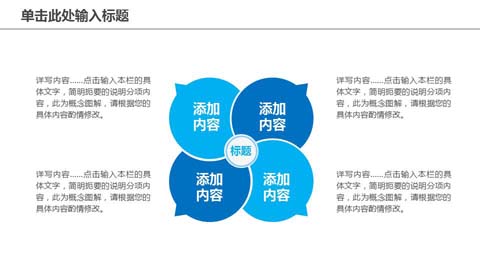 单击此处输入标题
详写内容......点击输入本栏的具
体文字，简明扼要的说明分项内
容，此为概念图解，请根据您的
具体内容酌情修改。
详写内容......点击输入本栏的具
体文字，简明扼要的说明分项内
容，此为概念图解，请根据您的
具体内容酌情修改。
添加
内容
添加
内容
标题
添加
内容
添加
内容
详写内容......点击输入本栏的具
体文字，简明扼要的说明分项内
容，此为概念图解，请根据您的
具体内容酌情修改。
详写内容......点击输入本栏的具
体文字，简明扼要的说明分项内
容，此为概念图解，请根据您的
具体内容酌情修改。